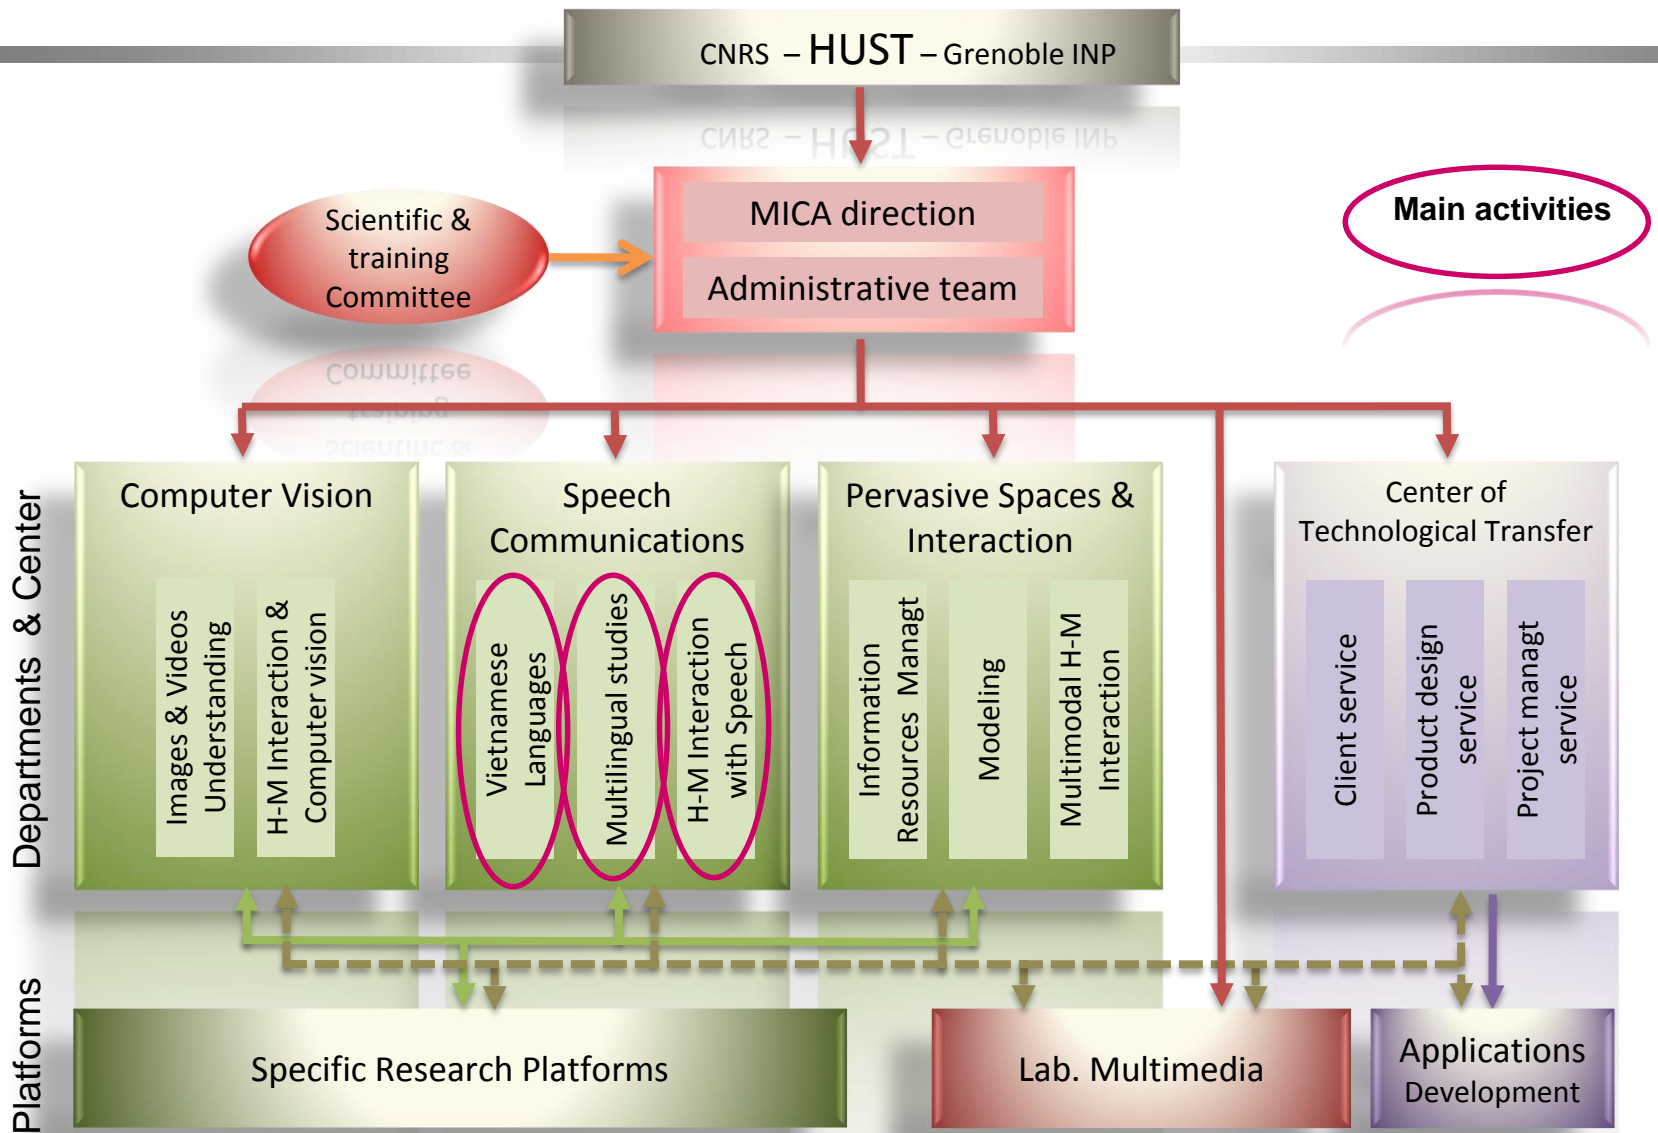 CNRS – HUST – Grenoble INP
MICA direction
Administrative team
Scientific &
training
Committee
Main activities
Departments & Center
Computer Vision
Images & Videos
Understanding
H-M Interaction &
Computer vision
Speech
Communications
Vietnamese
Languages
Multilingual studies
H-M Interaction
with Speech
Pervasive Spaces &
Interaction
Information
Resources Managt
Modeling
Multimodal H-M
Interaction
Center of
Technological Transfer
Client service
Product design
service
Project managt
service
Platforms
Specific Research Platforms
Lab. Multimedia
Applications
Development